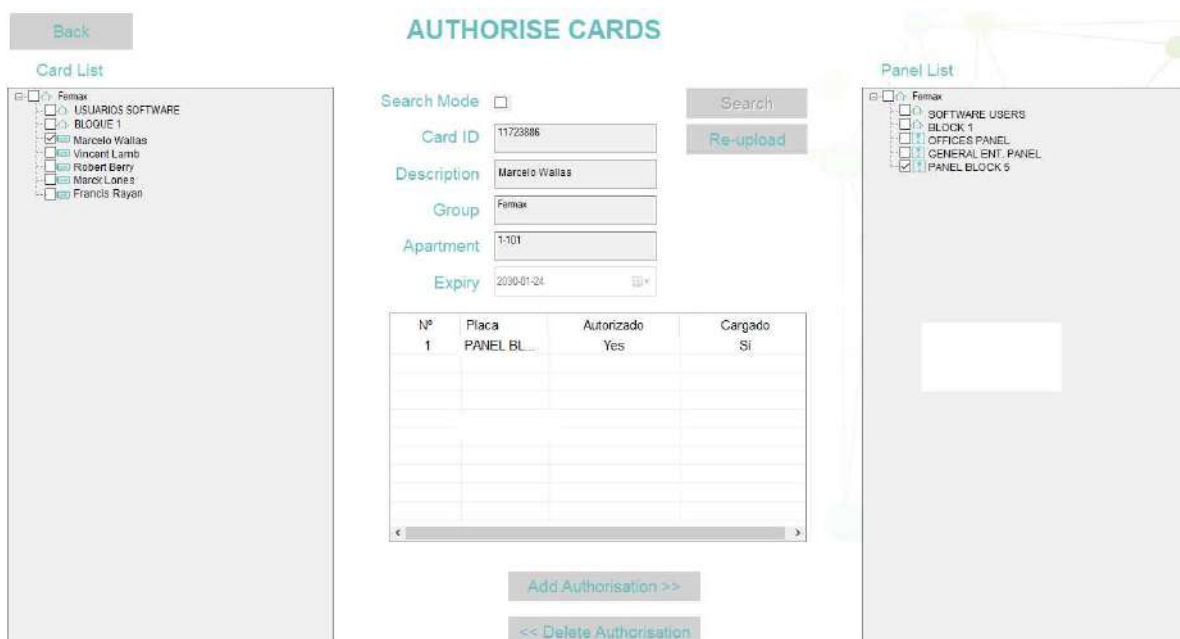 Back
AUTHORISE CARDS
Card List
Fermax
USUARIOS SOFTWARE
BLOQUE 1
Marcelo Wallas
Vincent Lamb
Robert Berry
Marck Lones
Francis Rayan
Search Mode
Search
Card ID
11723886
Re-upload
Description
Marcelo Wallas
Group
Fermax
Apartment
1-101
Expiry
2030-01-24
Nº Placa Autorizado Cargado
1 PANEL BL... Yes Sí
Add Authorisation >>
<< Delete Authorisation
Panel List
Fermax
SOFTWARE USERS
BLOCK 1
OFFICES PANEL
GENERAL ENT. PANEL
PANEL BLOCK 5